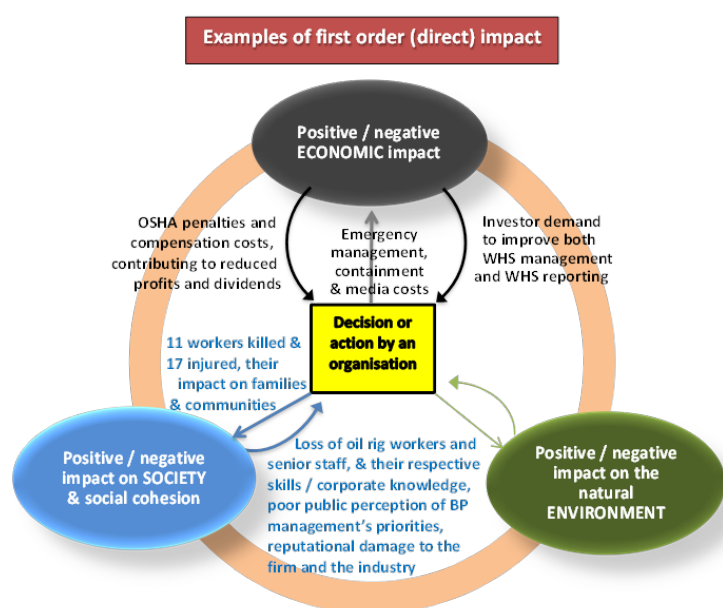 Examples of first order (direct) impact
Positive / negative
ECONOMIC impact
OSHA penalties and
compensation costs,
contributing to reduced
profits and dividends
Emergency
management,
containment
& media costs
Investor demand
to improve both
WHS management
and WHS reporting
Decision or
action by an
organisation
11 workers killed &
17 injured, their
impact on families
& communities
Positive / negative
impact on SOCIETY
& social cohesion
Loss of oil rig workers and
senior staff, & their respective
skills / corporate knowledge,
poor public perception of BP
management’s priorities,
reputational damage to the
firm and the industry
Positive / negative
impact on the
natural
ENVIRONMENT